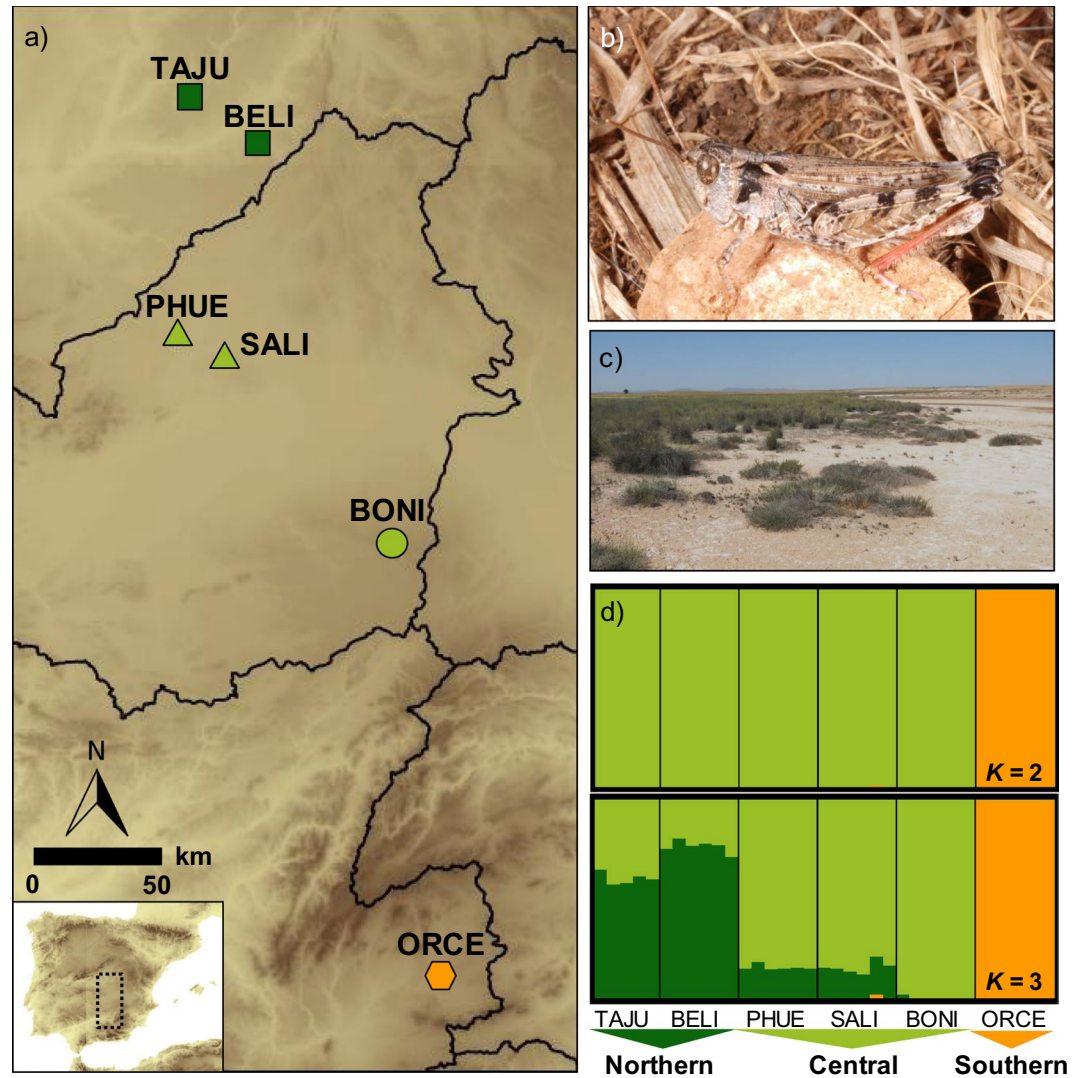 a)
TAJU
BELI
PHUE
SALI
BONI
N
km
0 50
ORCE
b)
c)
d)
K = 2
K = 3
TAJU BELI PHUE SALI BONI ORCE
Northern Central Southern